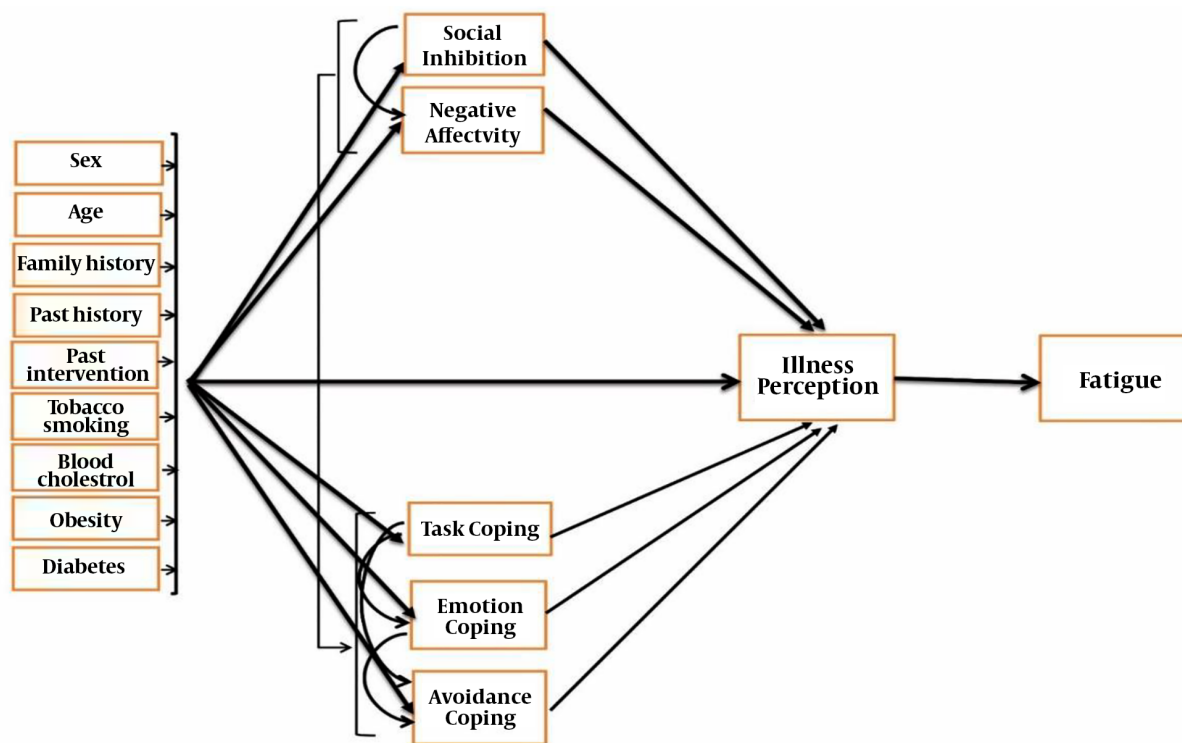 Social
Inhibition
Negative
Affectvity
Sex
Age
Family history
Past history
Past
intervention
Tobacco
smoking
Blood
cholestrol
Obesity
Diabetes
Illness
Perception
Fatigue
Task Coping
Emotion
Coping
Avoidance
Coping